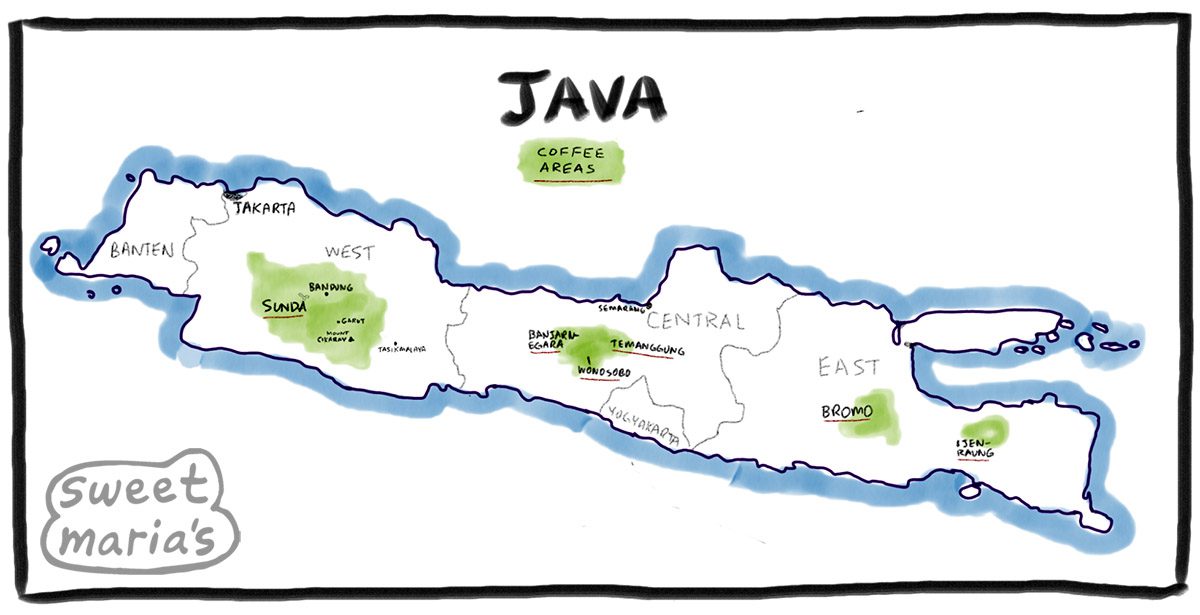 JAVA
COFFEE
AREAS
JAKARTA
BANTEN
WEST
BANDUNG
SUNDA
GARUT
MOUNT
CIKARAY
TASIKMALAYA
SEMARANG
CENTRAL
BANJARN-
EGARA
TEMANGGUNG
WONOSOBO
YOGYAKARTA
EAST
BROMO
IJEN-
RAUNG
sweet
maria's